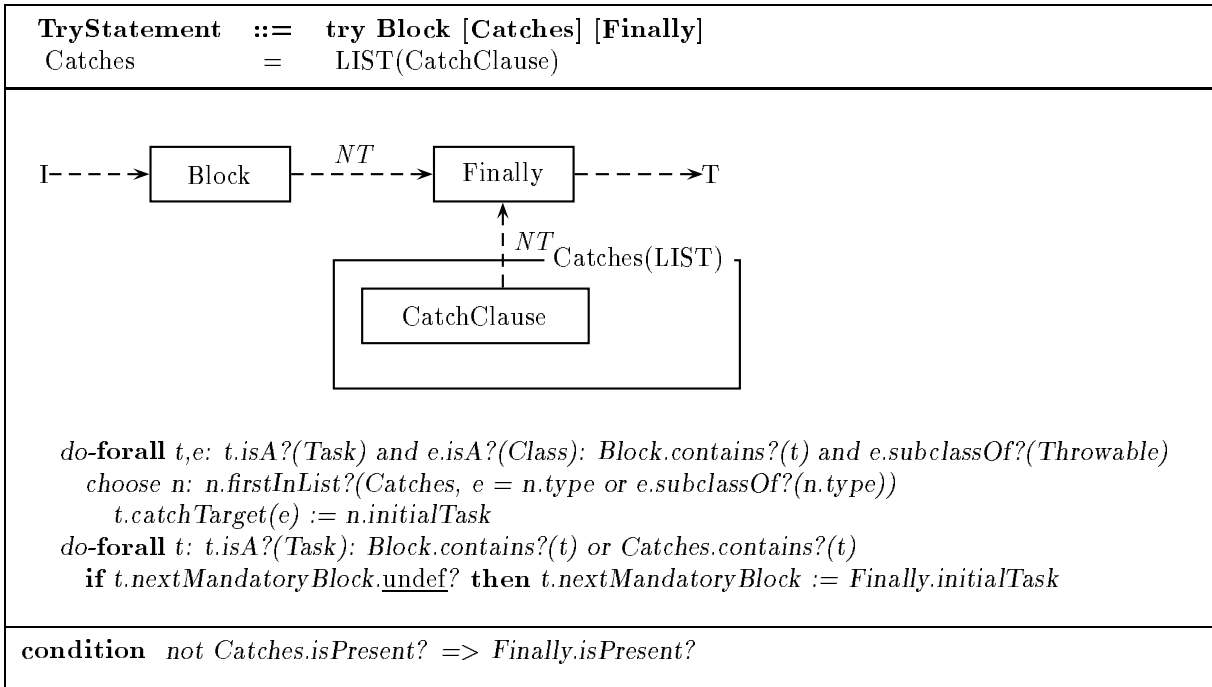 TryStatement ::= try Block [Catches] [Finally]
Catches = LIST(CatchClause)
I Block NT Finally T
NT
Catches(LIST)
CatchClause
do-forall t,e: t.isA?(Task) and e.isA?(Class): Block.contains?(t) and e.subclassOf?(Throwable)
choose n: n.firstInList?(Catches, e = n.type or e.subclassOf?(n.type))
t.catchTarget(e) := n.initialTask
do-forall t: t.isA?(Task): Block.contains?(t) or Catches.contains?(t)
if t.nextMandatoryBlock.undef? then t.nextMandatoryBlock := Finally.initialTask
condition not Catches.isPresent? => Finally.isPresent?